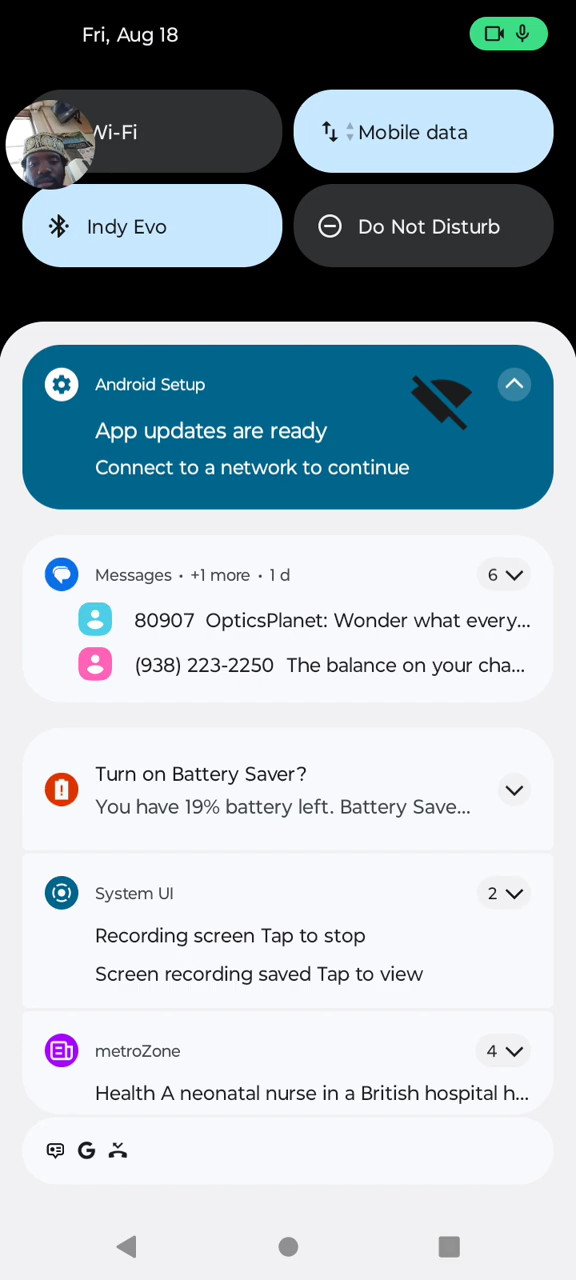 Fri, Aug 18
Wi-Fi
Mobile data
Indy Evo
Do Not Disturb
Android Setup
App updates are ready
Connect to a network to continue
Messages • +1 more • 1 d
6
80907 OpticsPlanet: Wonder what every...
(938) 223-2250 The balance on your cha...
Turn on Battery Saver?
You have 19% battery left. Battery Save...
System UI
2
Recording screen Tap to stop
Screen recording saved Tap to view
metroZone
4
Health A neonatal nurse in a British hospital h...